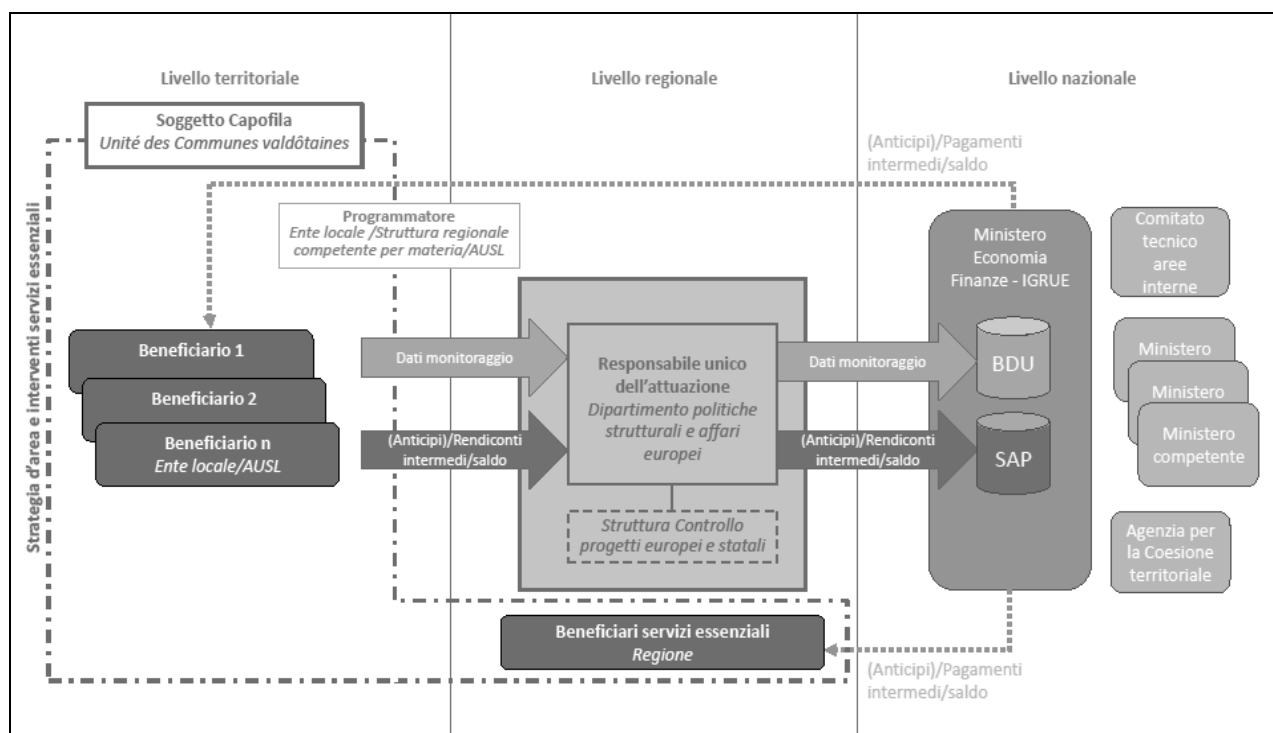 Livello territoriale
Livello regionale
Livello nazionale
Soggetto Capofila
Unité des Communes valdôtaines
(Anticipi)/Pagamenti
intermedi/saldo
Strategia d'area e interventi servizi essenziali
Programmatore
Ente locale /Struttura regionale
competente per materia/AUSL
Ministero
Economia
Finanze - IGRUE
Comitato
tecnico
aree
interne
Beneficiario 1
Beneficiario 2
Beneficiario n
Ente locale/AUSL
Dati monitoraggio
(Anticipi)/Rendiconti
intermedi/saldo
Responsabile unico
dell'attuazione
Dipartimento politiche
strutturali e affari
europei
Struttura Controllo
progetti europei e statali
Dati monitoraggio
(Anticipi)/Rendiconti
intermedi/saldo
BDU
SAP
Ministero
Ministero
Ministero
competente
Agenzia per
la Coesione
territoriale
Beneficiari servizi essenziali
Regione
(Anticipi)/Pagamenti
intermedi/saldo